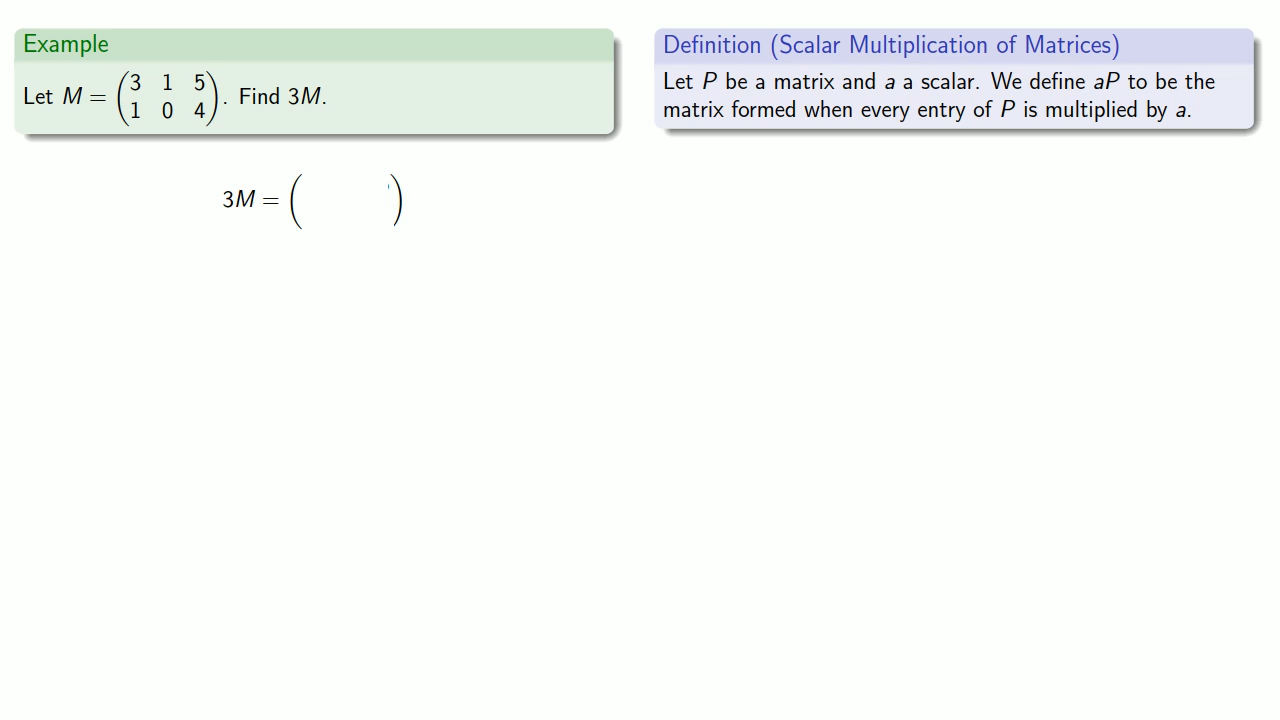 Example
Let M = (3 1 5
1 0 4). Find 3M.
3M = ( )
Definition (Scalar Multiplication of Matrices)
Let P be a matrix and a a scalar. We define aP to be the
matrix formed when every entry of P is multiplied by a.